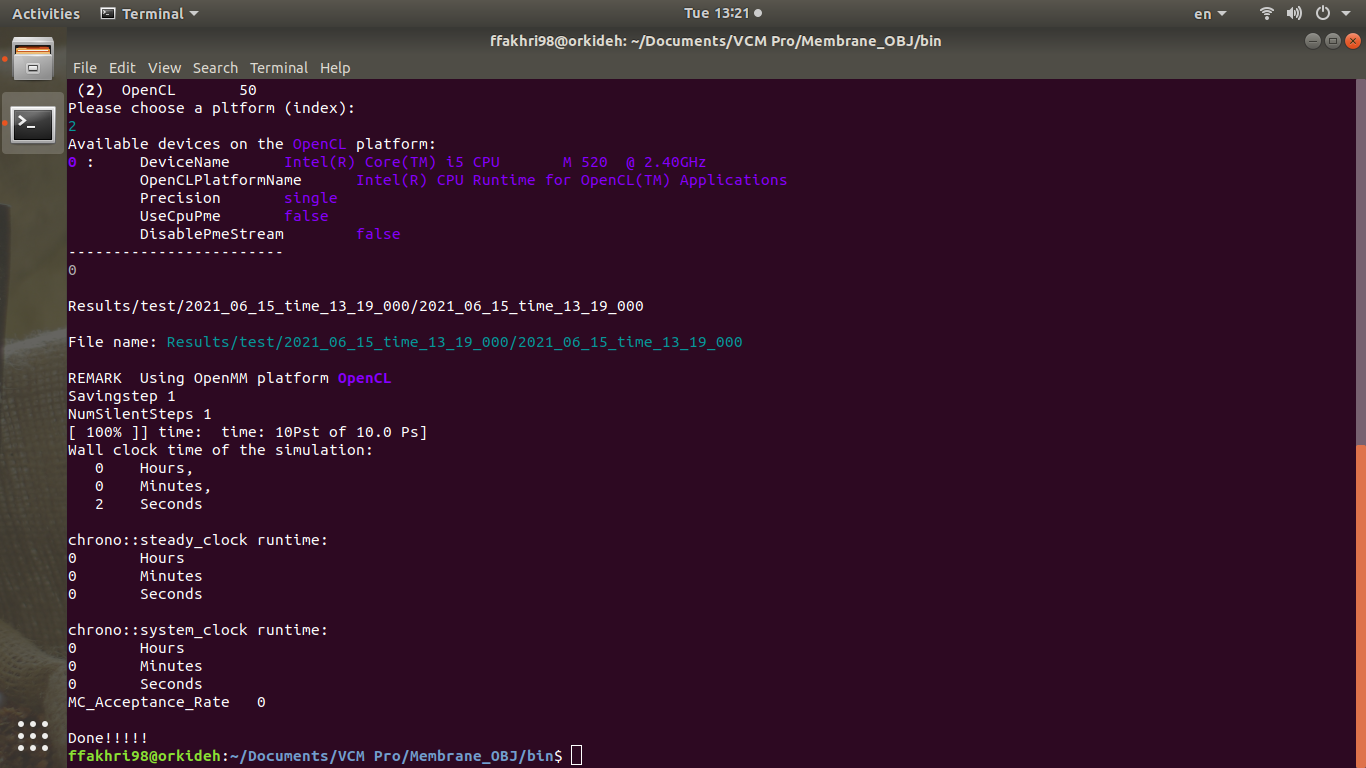 Activities Terminal Tue 13:21 en
ffakhri98@orkideh: ~/Documents/VCM Pro/Membrane_OBJ/bin
File Edit View Search Terminal Help
(2) OpenCL 50
Please choose a pltform (index):
2
Available devices on the OpenCL platform:
0 : DeviceName Intel(R) Core(TM) i5 CPU M 520 @ 2.40GHz
OpenCLPlatformName Intel(R) CPU Runtime for OpenCL(TM) Applications
Precision single
UseCpuPme false
DisablePmeStream false
------------------------
0
Results/test/2021_06_15_time_13_19_000/2021_06_15_time_13_19_000
File name: Results/test/2021_06_15_time_13_19_000/2021_06_15_time_13_19_000
REMARK Using OpenMM platform OpenCL
Savingstep 1
NumSilentSteps 1
[ 100% ]] time: time: 10Pst of 10.0 Ps]
Wall clock time of the simulation:
0 Hours,
0 Minutes,
2 Seconds
chrono::steady_clock runtime:
0 Hours
0 Minutes
0 Seconds
chrono::system_clock runtime:
0 Hours
0 Minutes
0 Seconds
MC_Acceptance_Rate 0
Done!!!!!
ffakhri98@orkideh:~/Documents/VCM Pro/Membrane_OBJ/bin$